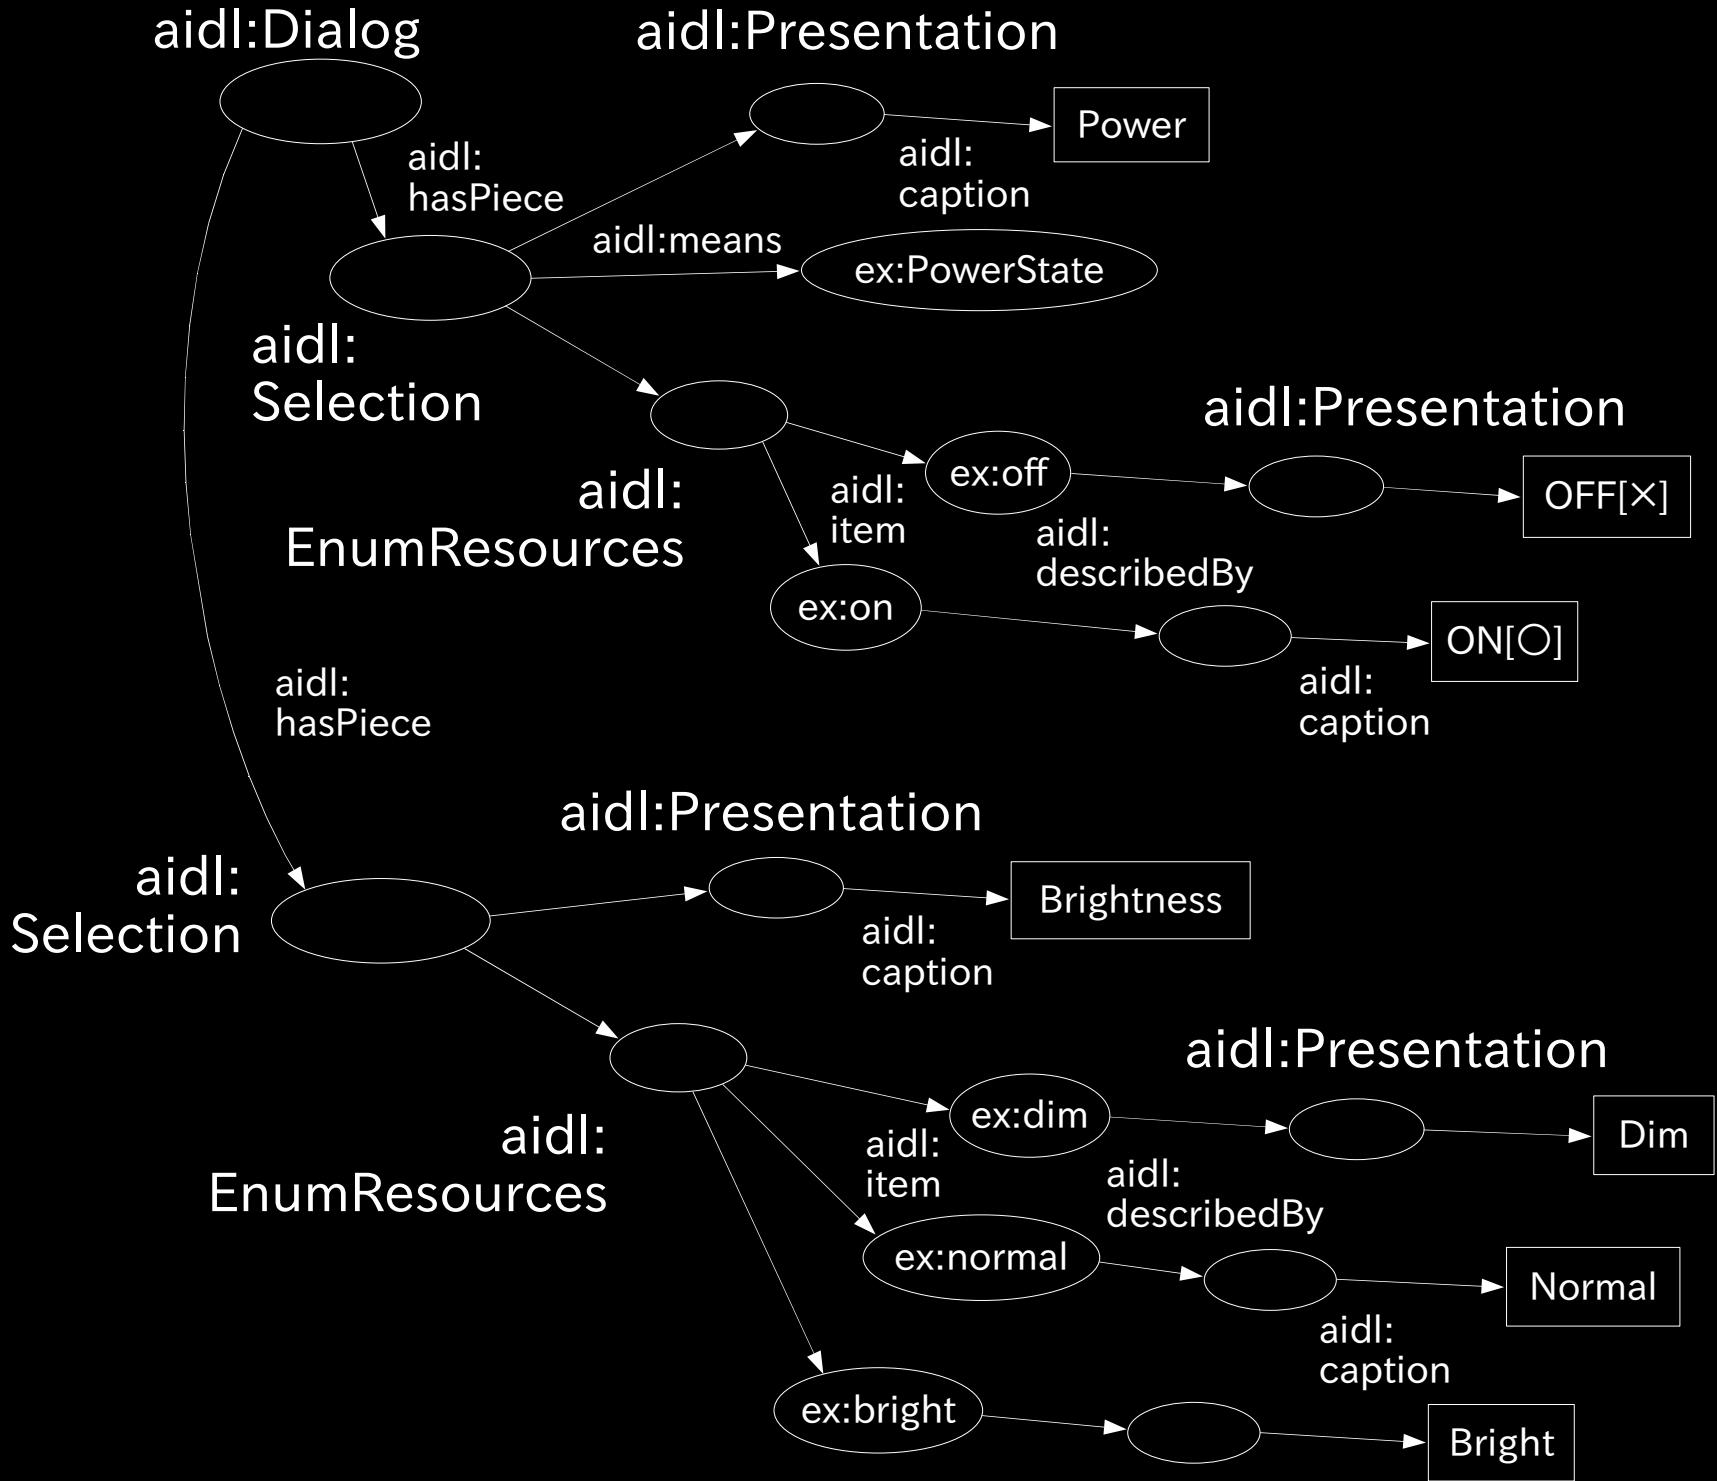 aidl:Dialog
aidl:Presentation
Power
aidl:
hasPiece
aidl:
caption
aidl:means
ex:PowerState
aidl:
Selection
aidl:Presentation
ex:off
OFF[×]
aidl:
item
aidl:
EnumResources
aidl:
describedBy
ex:on
ON[○]
aidl:
caption
aidl:
hasPiece
aidl:Presentation
aidl:
Selection
Brightness
aidl:
caption
aidl:Presentation
ex:dim
Dim
aidl:
item
aidl:
EnumResources
aidl:
describedBy
ex:normal
Normal
aidl:
caption
ex:bright
Bright